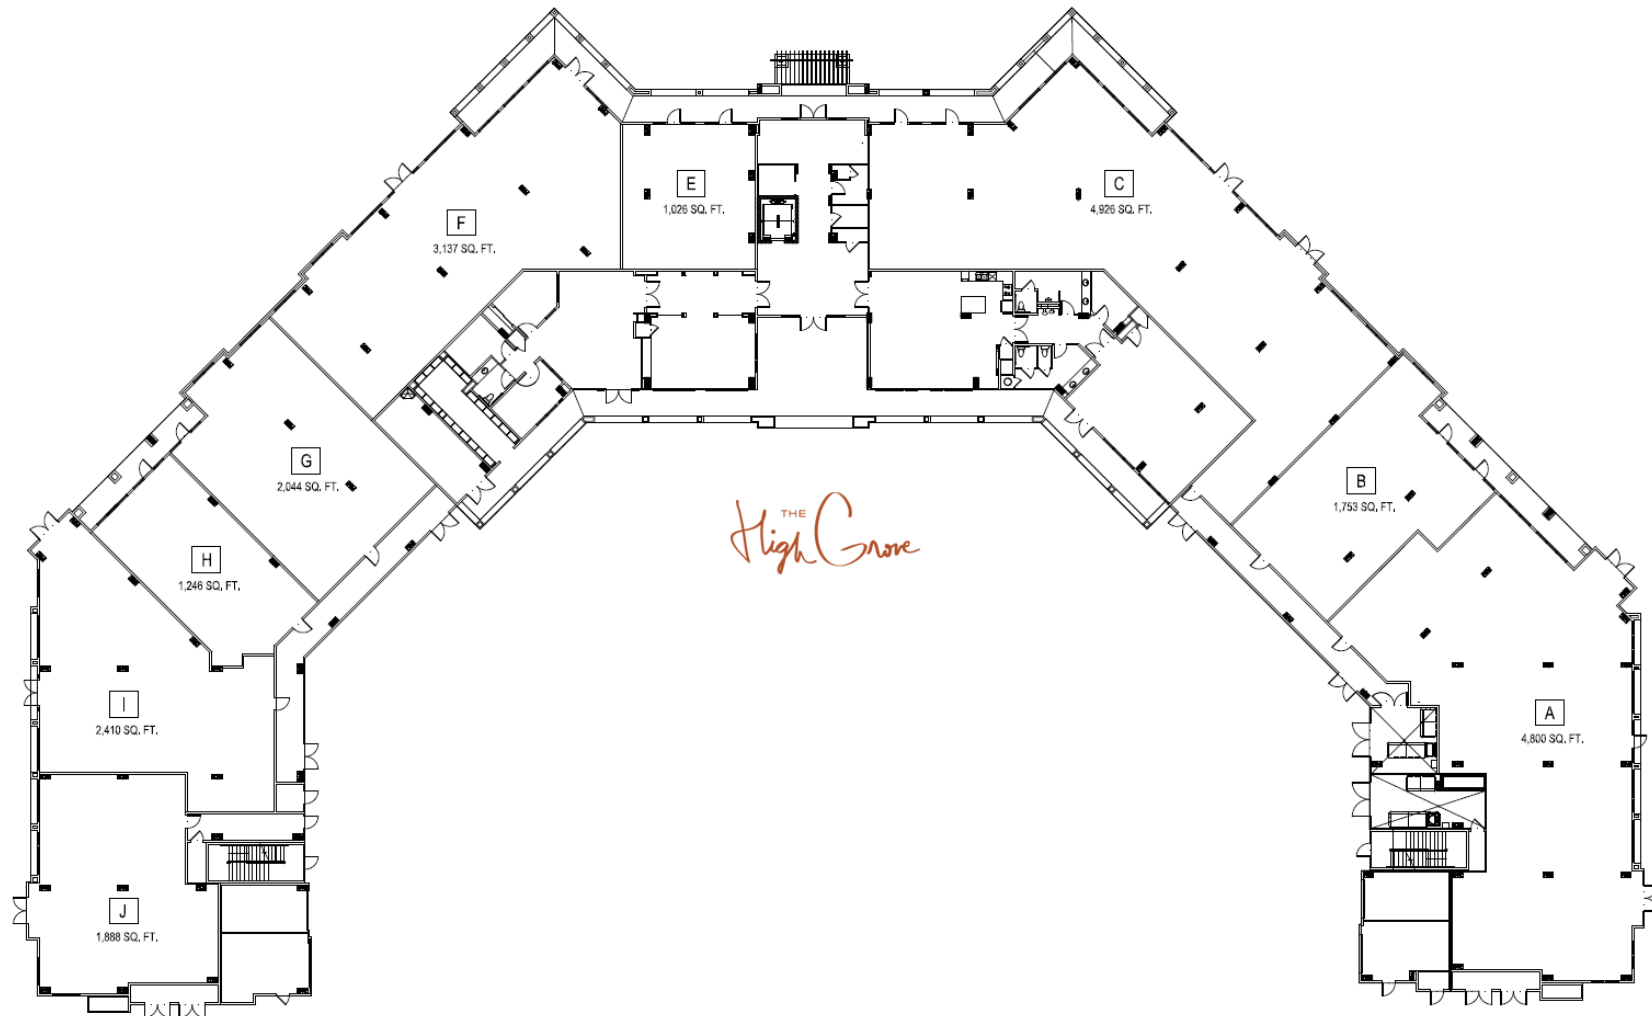 E
1,026 SQ. FT.
C
4,926 SQ. FT.
F
3,137 SQ. FT.
G
2,044 SQ. FT.
B
1,753 SQ. FT.
THE
High Grove
H
1,246 SQ. FT.
I
2,410 SQ. FT.
A
4,800 SQ. FT.
J
1,888 SQ. FT.